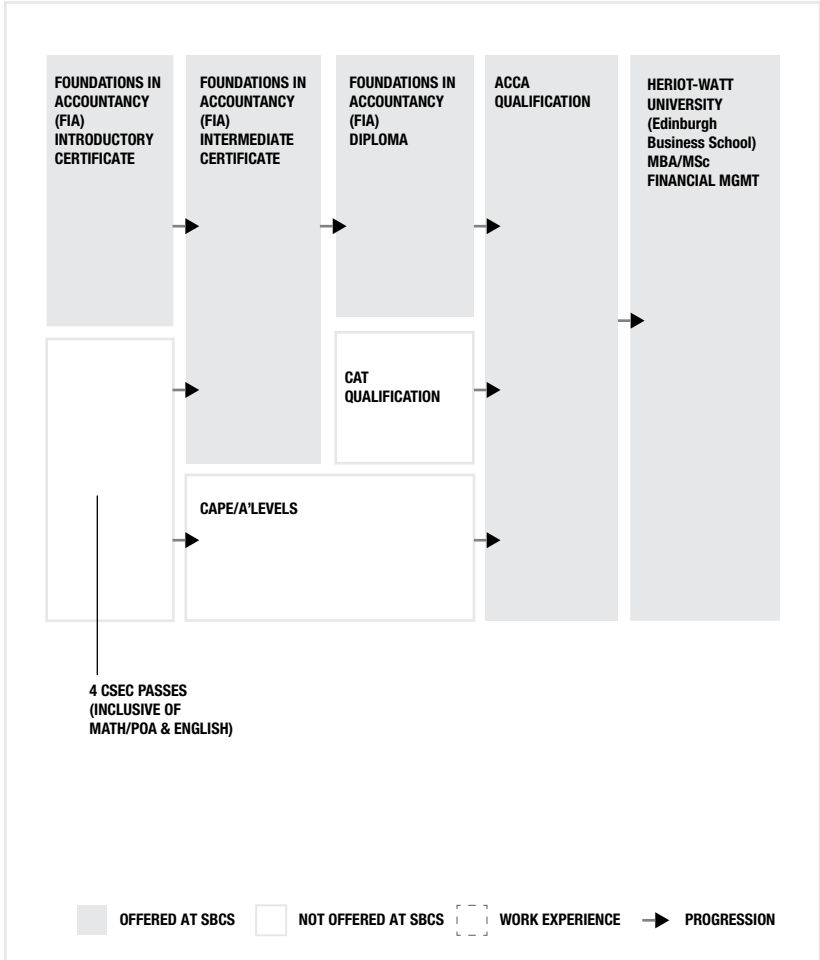 FOUNDATIONS IN
ACCOUNTANCY
(FIA)
INTRODUCTORY
CERTIFICATE
FOUNDATIONS IN
ACCOUNTANCY
(FIA)
INTERMEDIATE
CERTIFICATE
FOUNDATIONS IN
ACCOUNTANCY
(FIA)
DIPLOMA
ACCA
QUALIFICATION
HERIOT-WATT
UNIVERSITY
(Edinburgh
Business School)
MBA/MSc
FINANCIAL MGMT
CAT
QUALIFICATION
CAPE/A'LEVELS
4 CSEC PASSES
(INCLUSIVE OF
MATH/POA & ENGLISH)
OFFERED AT SBCS
NOT OFFERED AT SBCS
WORK EXPERIENCE
PROGRESSION